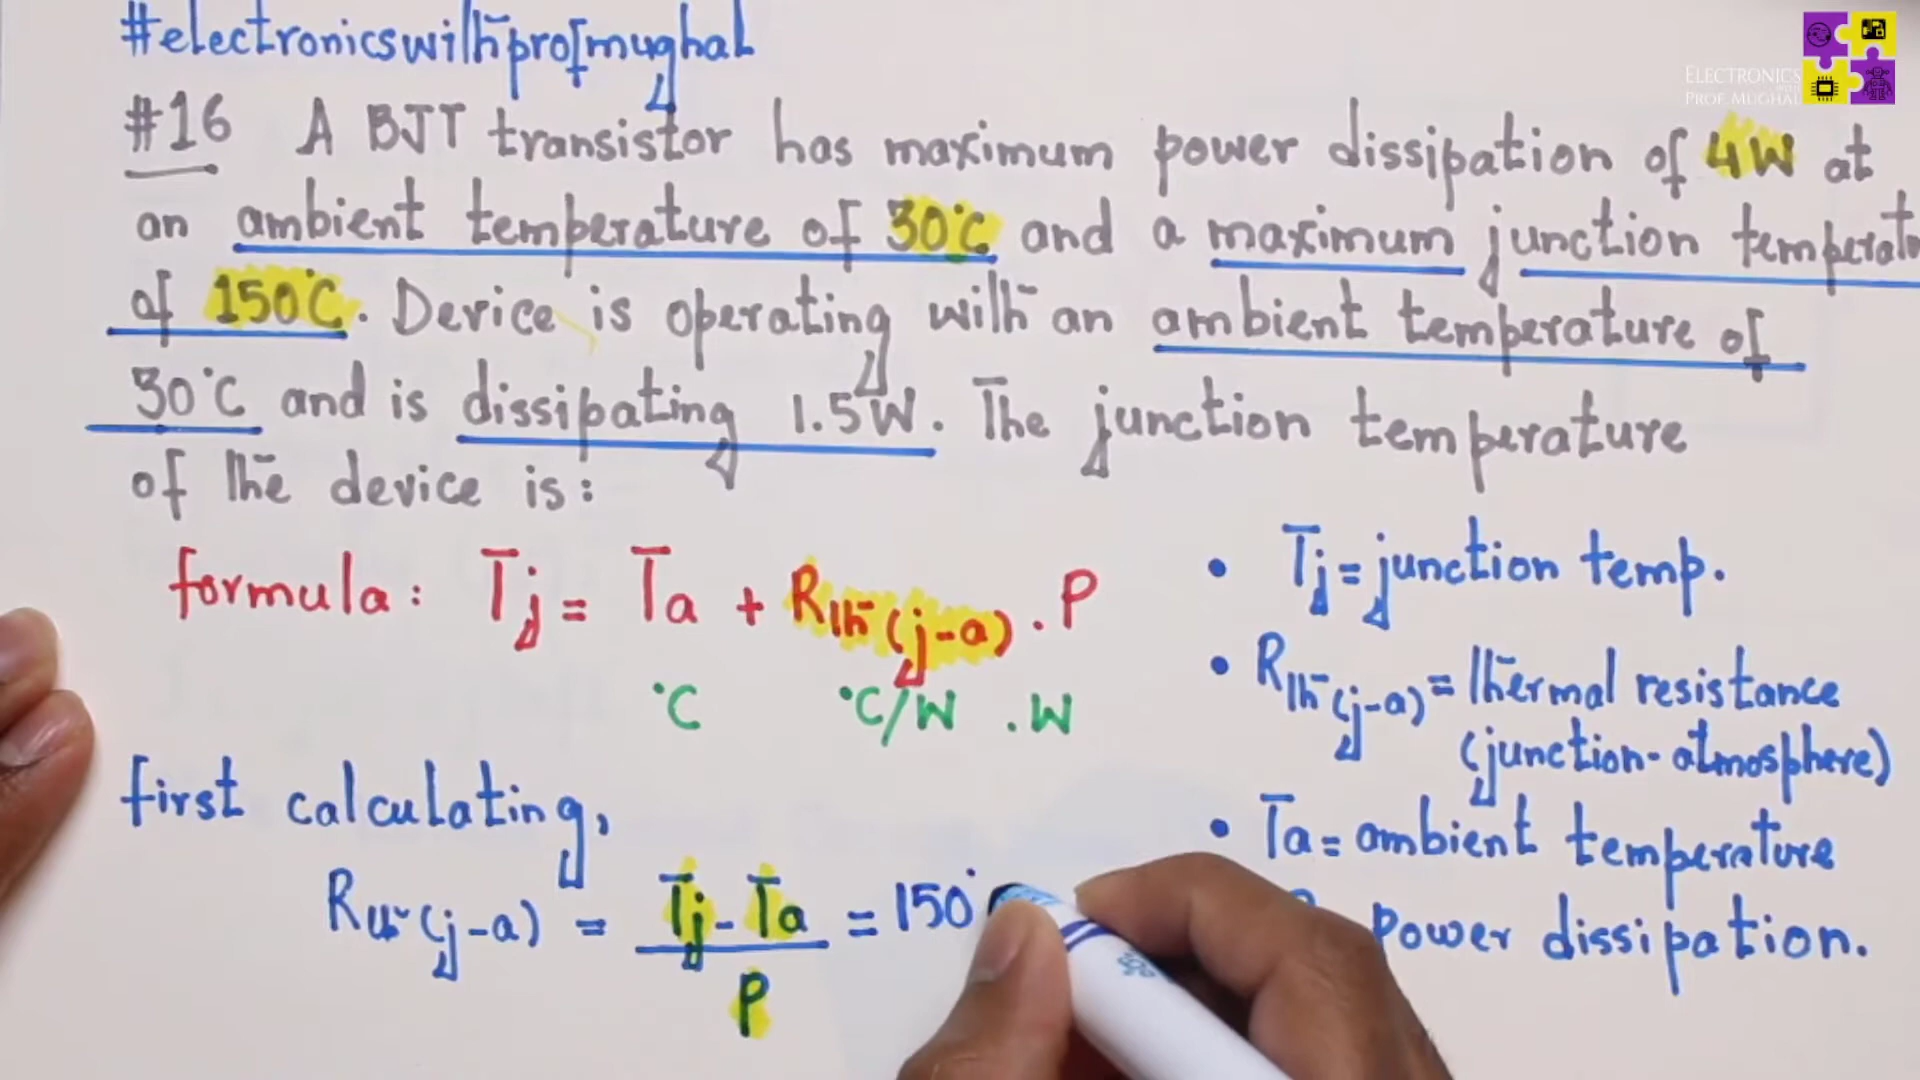 #electronicswithprofmughal
ELECTRONICS
WITH
PROF. MUGHAL
#16 A BJT transistor has maximum power dissipation of 4W at
an ambient temperature of 30°C and a maximum junction temperatu
of 150°C. Device is operating with an ambient temperature of
30°C and is dissipating 1.5W. The junction temperature
of the device is:
formula: Tj = Ta + Rth(j-a) . P
°C °C/W . W
• Tj = junction temp.
• Rth(j-a) = thermal resistance
(junction-atmosphere)
• Ta = ambient temperature
power dissipation.
first calculating,
Rth(j-a) = Tj - Ta = 150°
P